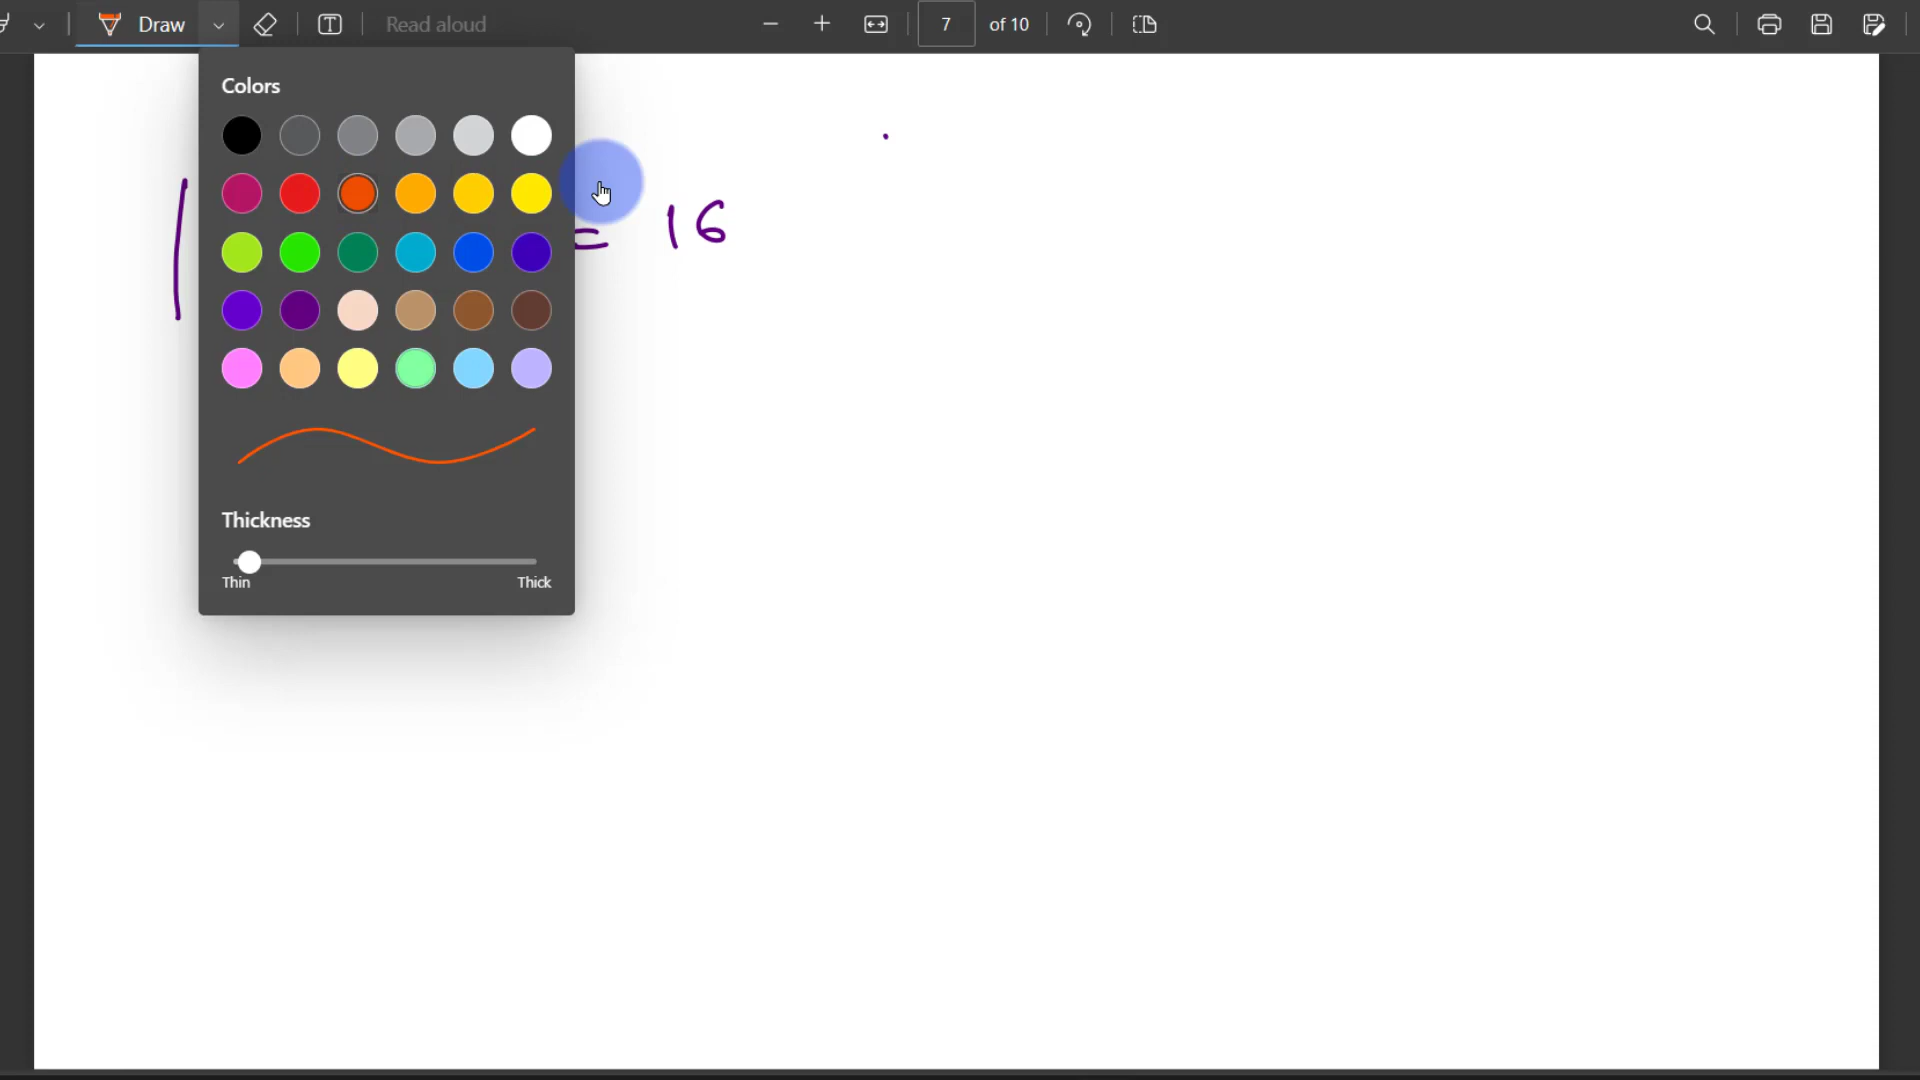 Draw
Read aloud
7 of 10
Colors
| = 16
Thickness
Thin
Thick